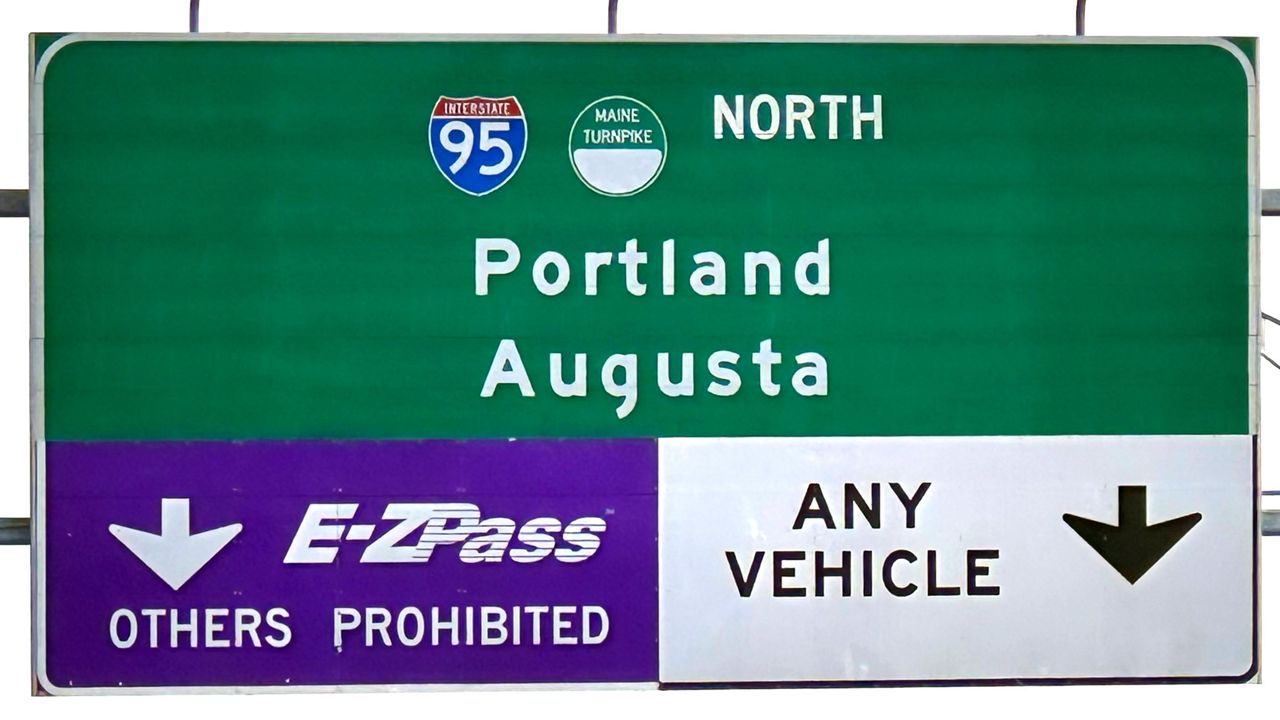 INTERSTATE
95
MAINE
TURNPIKE
NORTH
Portland
Augusta
E-ZPass
OTHERS PROHIBITED
ANY
VEHICLE